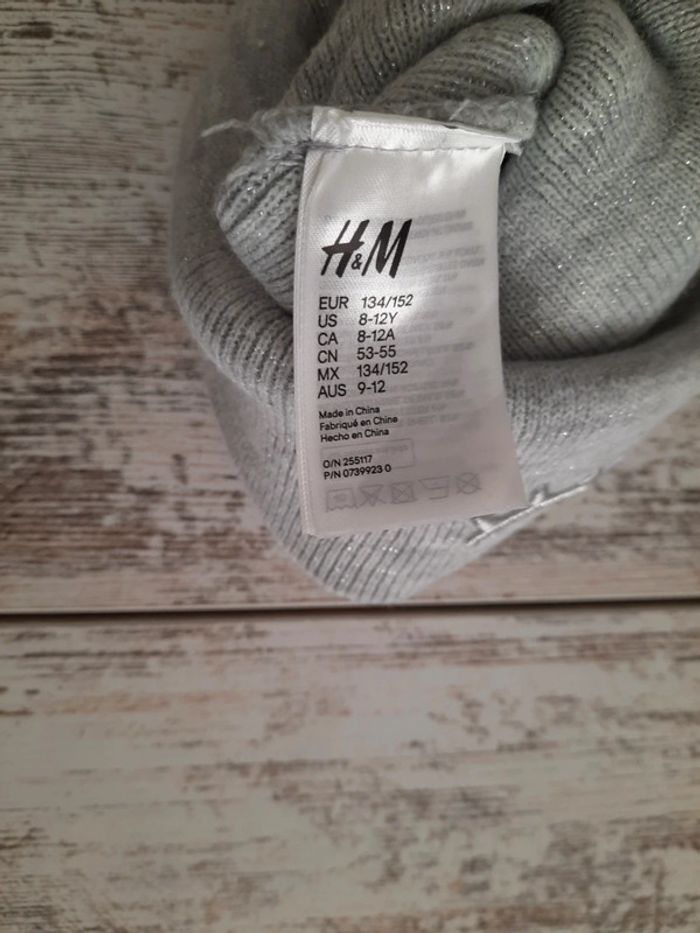 H&M
EUR 134/152
US 8-12Y
CA 8-12A
CN 53-55
MX 134/152
AUS 9-12
Made in China
Fabriqué en Chine
Hecho en China
O/N 255117
P/N 0739923 0